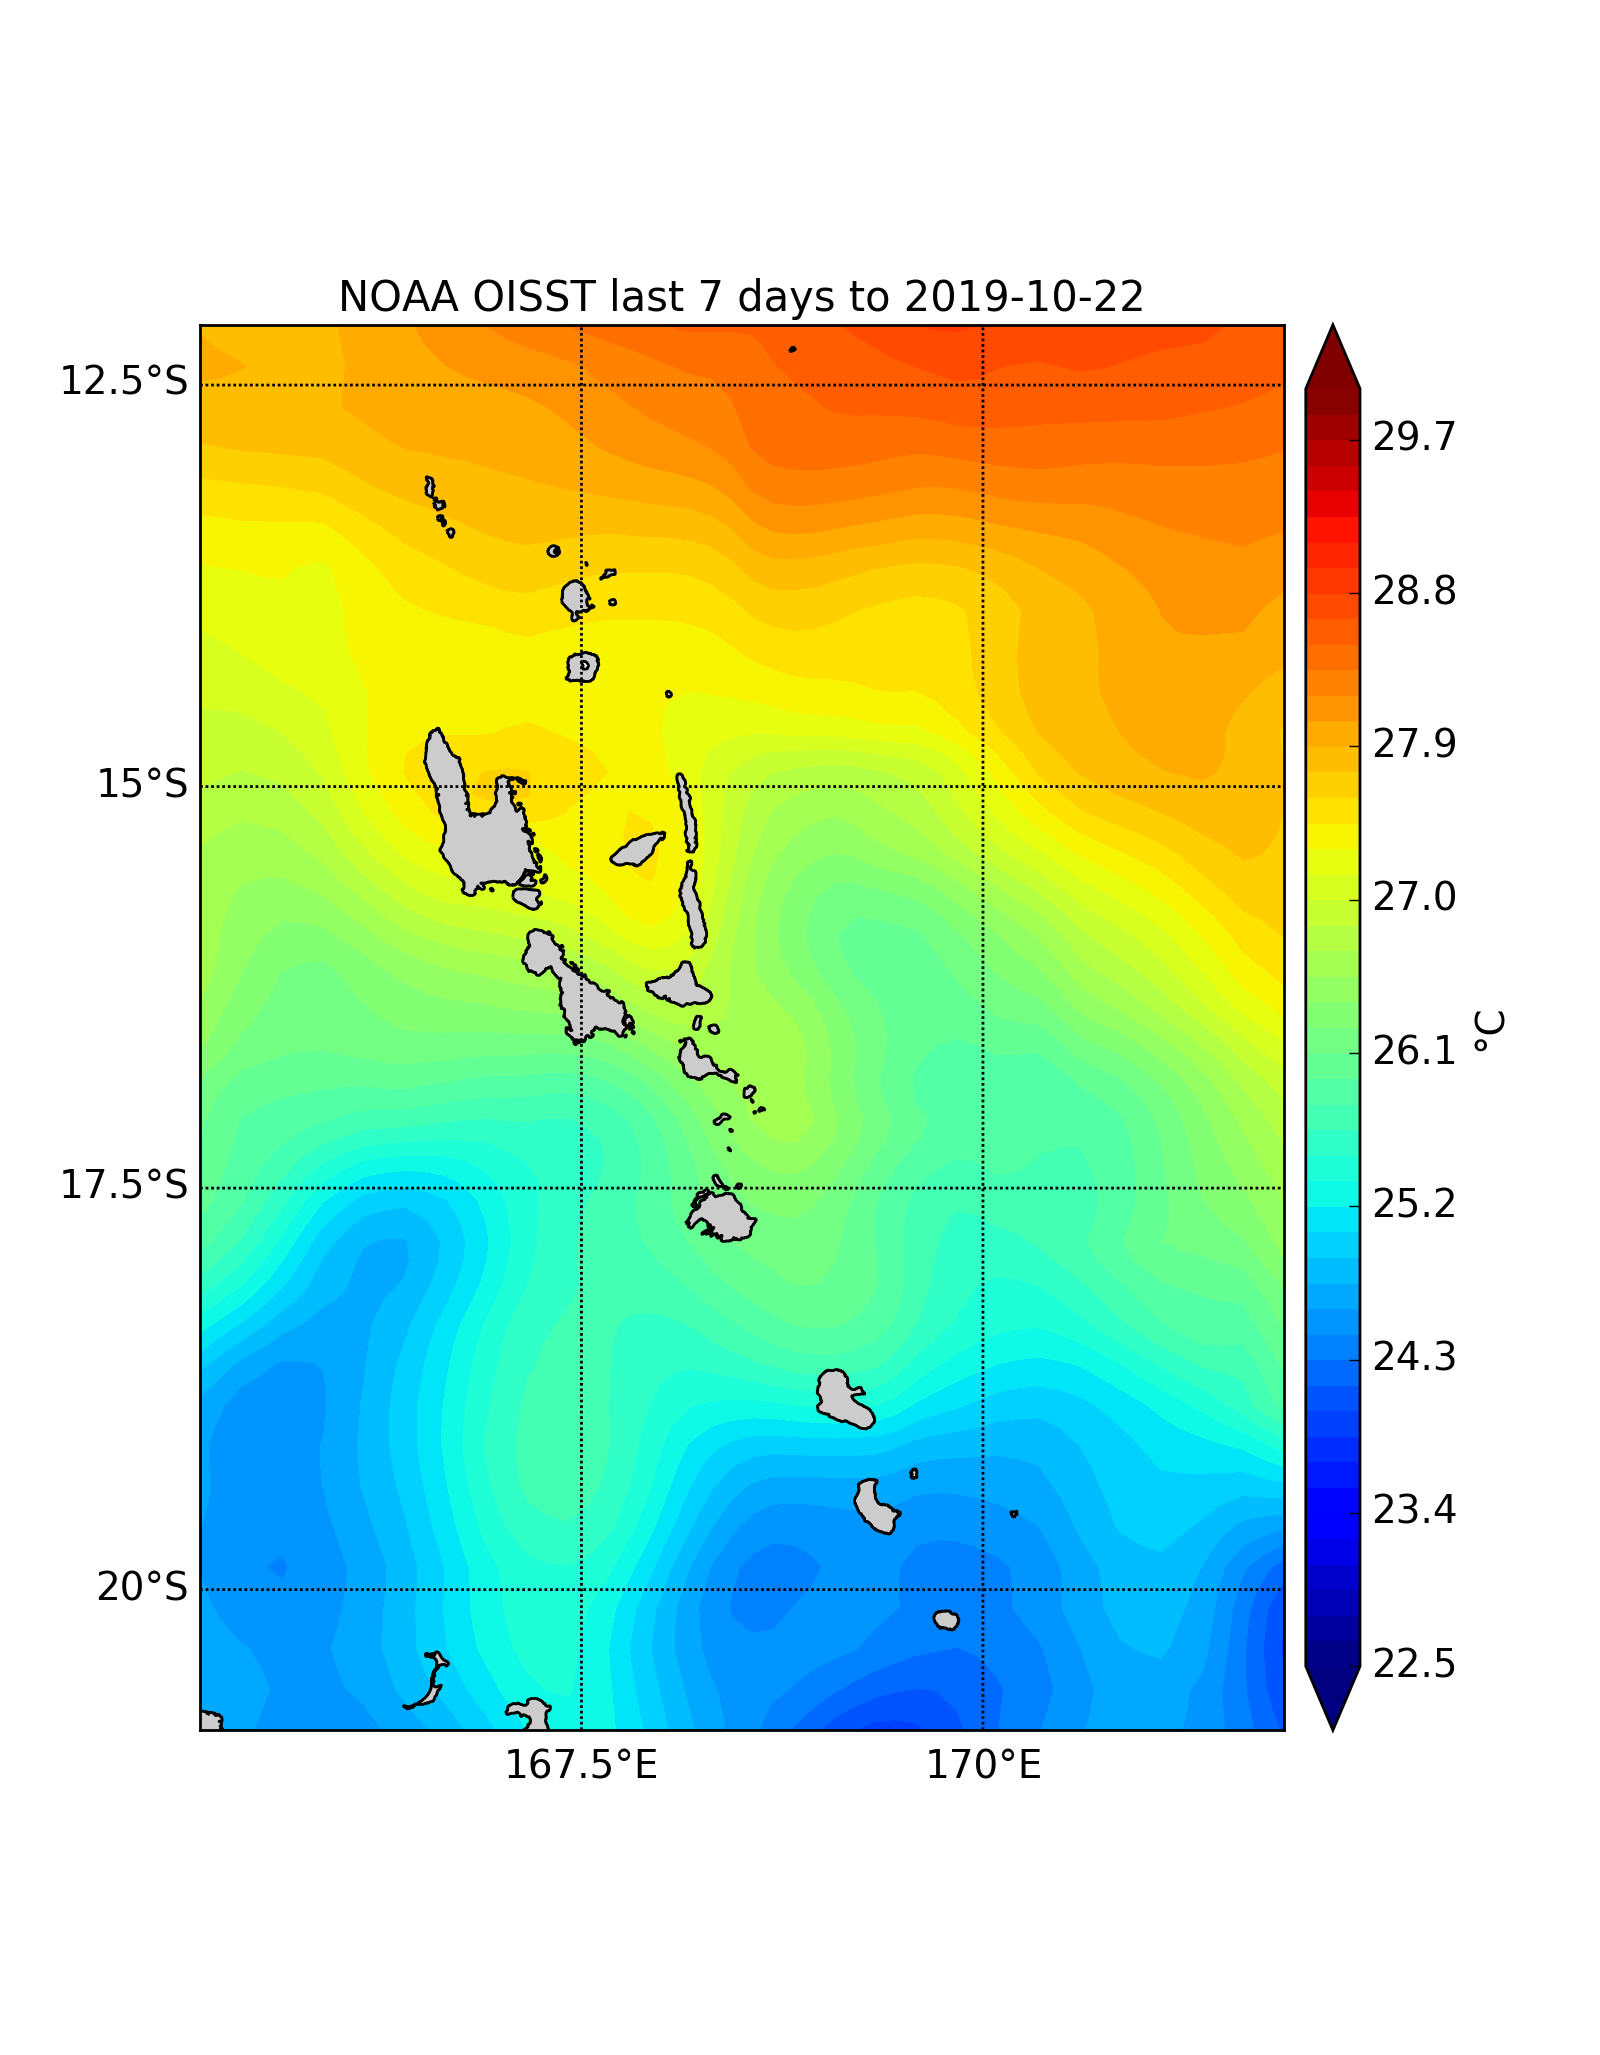 NOAA OISST last 7 days to 2019-10-22
12.5°S
15°S
17.5°S
20°S
167.5°E
170°E
29.7
28.8
27.9
27.0
26.1
25.2
24.3
23.4
22.5
°C